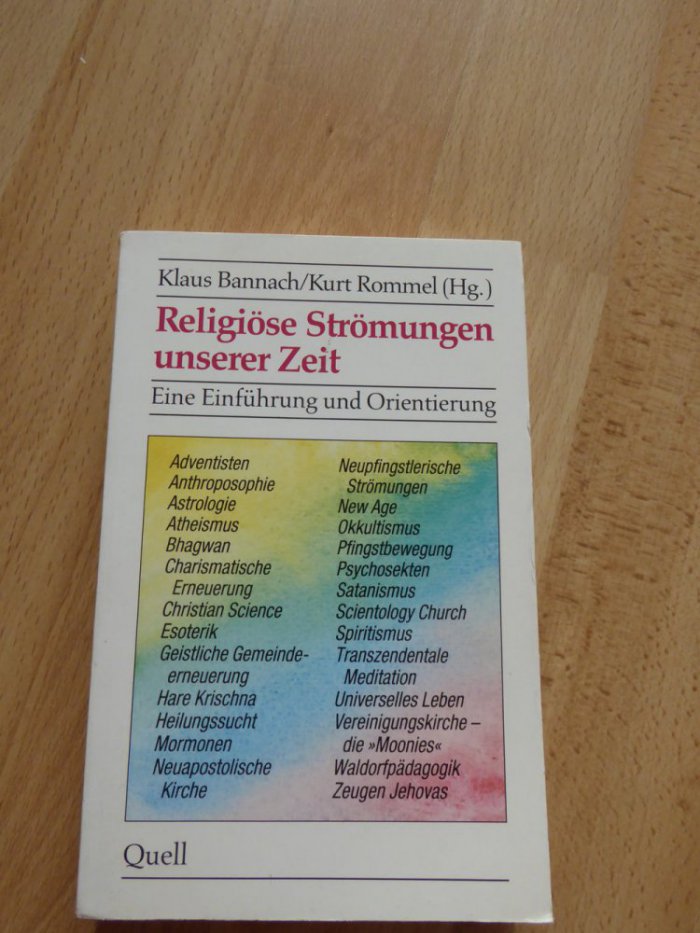 Klaus Bannach/Kurt Rommel (Hg.)
Religiöse Strömungen
unserer Zeit
Eine Einführung und Orientierung
Adventisten
Anthroposophie
Astrologie
Atheismus
Bhagwan
Charismatische
Erneuerung
Christian Science
Esoterik
Geistliche Gemeinde-
erneuerung
Hare Krischna
Heilungssucht
Mormonen
Neuapostolische
Kirche
Neupfingstlerische
Strömungen
New Age
Okkultismus
Pfingstbewegung
Psychosekten
Satanismus
Scientology Church
Spiritismus
Transzendentale
Meditation
Universelles Leben
Vereinigungskirche –
die »Moonies«
Waldorfpädagogik
Zeugen Jehovas
Quell